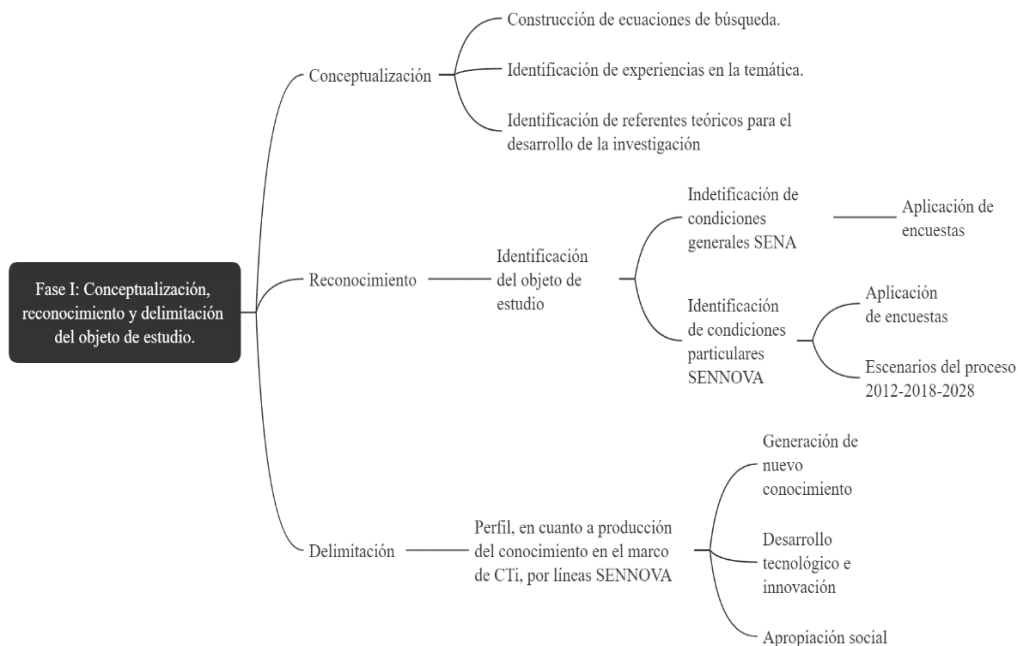 Fase I: Conceptualización,
reconocimiento y delimitación
del objeto de estudio.
Conceptualización
Construcción de ecuaciones de búsqueda.
Identificación de experiencias en la temática.
Identificación de referentes teóricos para el
desarrollo de la investigación
Reconocimiento
Identificación
del objeto de
estudio
Indetificación de
condiciones
generales SENA
Aplicación de
encuestas
Identificación
de condiciones
particulares
SENNOVA
Aplicación
de encuestas
Escenarios del proceso
2012-2018-2028
Delimitación
Perfil, en cuanto a producción
del conocimiento en el marco
de CTi, por líneas SENNOVA
Generación de
nuevo
conocimiento
Desarrollo
tecnológico e
innovación
Apropiación social